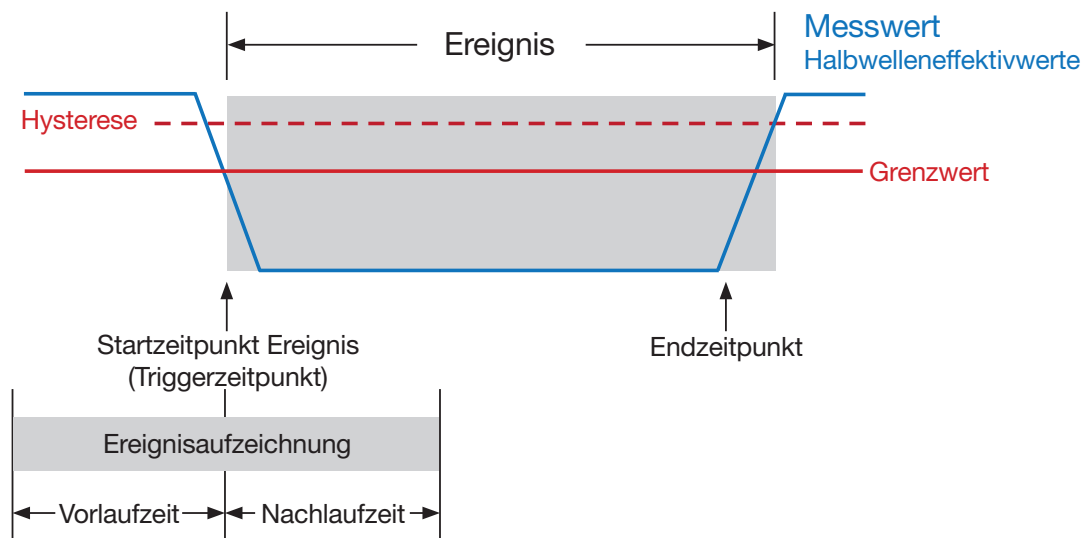 Ereignis
Messwert
Halbwelleneffektivwerte
Hysterese
Grenzwert
Startzeitpunkt Ereignis
(Triggerzeitpunkt)
Endzeitpunkt
Ereignisaufzeichnung
Vorlaufzeit
Nachlaufzeit